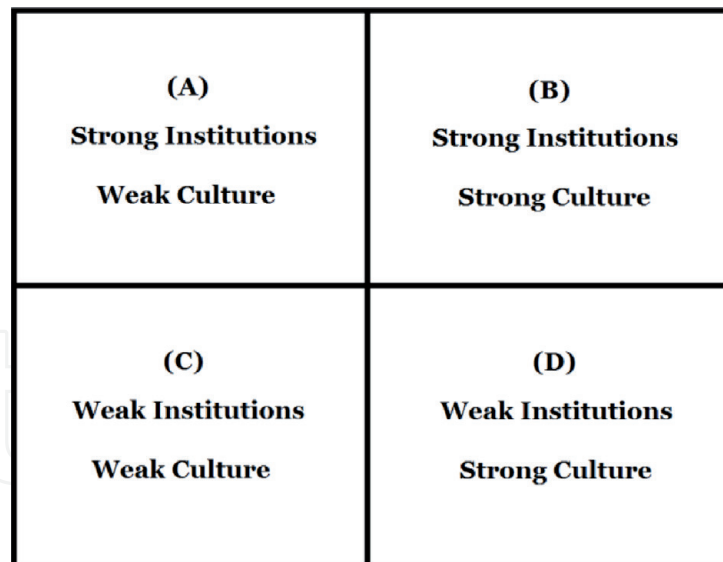 (A)
Strong Institutions
Weak Culture
(B)
Strong Institutions
Strong Culture
(C)
Weak Institutions
Weak Culture
(D)
Weak Institutions
Strong Culture